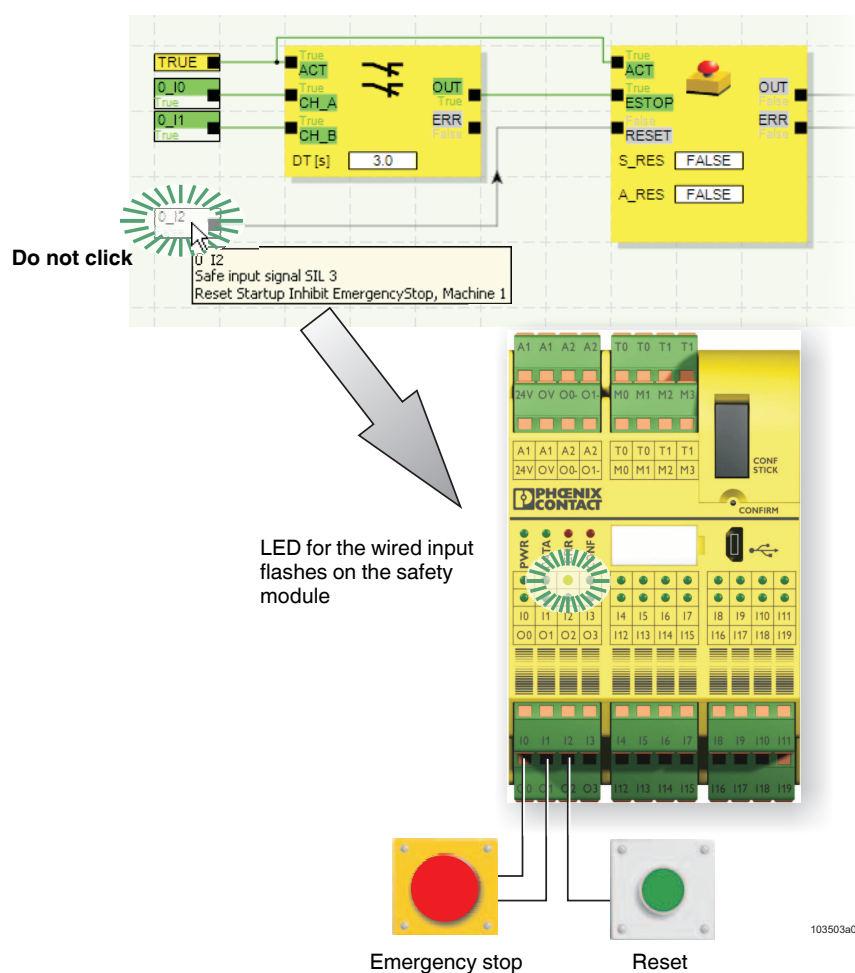 TRUE
0_I0
True
0_I1
True
0_I2
True
ACT
True
CH_A
True
CH_B
DT [s] 3.0
OUT
True
ERR
False
True
ACT
True
ESTOP
False
RESET
S_RES FALSE
A_RES FALSE
OUT
False
ERR
False
Do not click
0_I2
Safe input signal SIL 3
Reset Startup Inhibit EmergencyStop, Machine 1
A1 A1 A2 A2 T0 T0 T1 T1
24V 0V O0- O1- M0 M1 M2 M3
A1 A1 A2 A2 T0 T0 T1 T1
24V 0V O0- O1- M0 M1 M2 M3
CONF
STICK
PHŒNIX
CONTACT
CONFIRM
PWR
LED for the wired input
flashes on the safety
module
I0 I1 I2 I3 I4 I5 I6 I7 I8 I9 I10 I11
O0 O1 O2 O3 I12 I13 I14 I15 I16 I17 I18 I19
I0 I1 I2 I3 I4 I5 I6 I7 I8 I9 I10 I11
O0 O1 O2 O3 I12 I13 I14 I15 I16 I17 I18 I19
Emergency stop
Reset